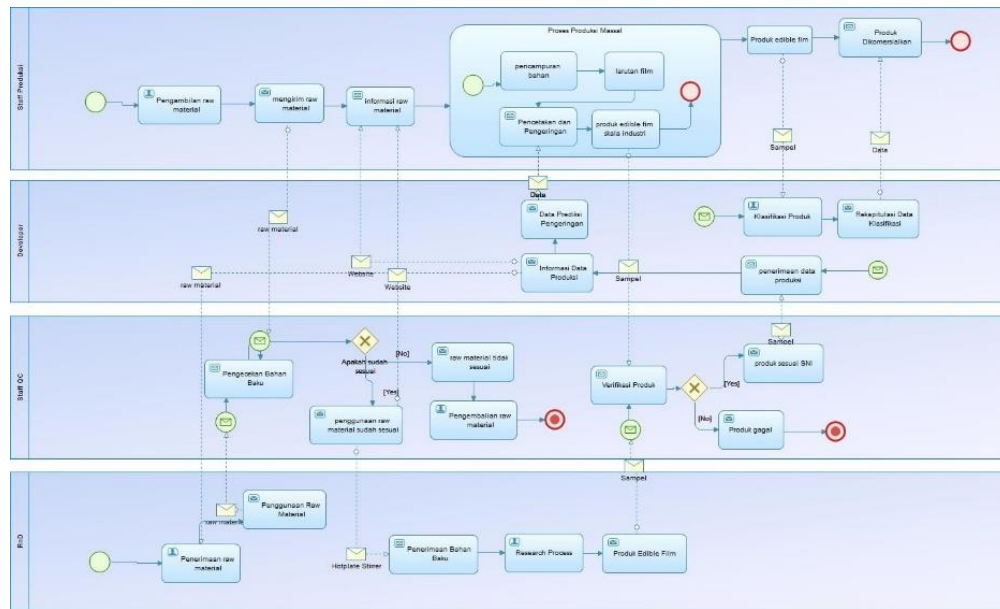 Staff Produksi
Proses Produksi Massal
Pengambilan raw
material
mengirim raw
material
informasi raw
material
pencampuran
bahan
larutan film
Pencetakan dan
Pengeringan
produk edible fim
skala industri
Produk edible fim
Produk
Dikomersialkan
Sampel
Data
Developer
Data
raw material
Data Prediksi
Pengeringan
Klasifikasi Produk
Rekapitulasi Data
Klasifikasi
raw material
Website
Website
Informasi Data
Produksi
Sampel
penerimaan data
produksi
Staff QC
Pengecekan Bahan
Baku
Apakah sudah
sesuai
[No]
[Yes]
raw material tidak
sesuai
penggunaan raw
material sudah sesuai
Pengembalian raw
material
Verifikasi Produk
[Yes]
[No]
Sampel
produk sesuai SNI
Produk gagal
Sampel
RnD
Penggunaan Raw
Material
raw material
Penerimaan raw
material
Hotplate Stirrer
Penerimaan Bahan
Baku
Research Process
Produk Edible Film